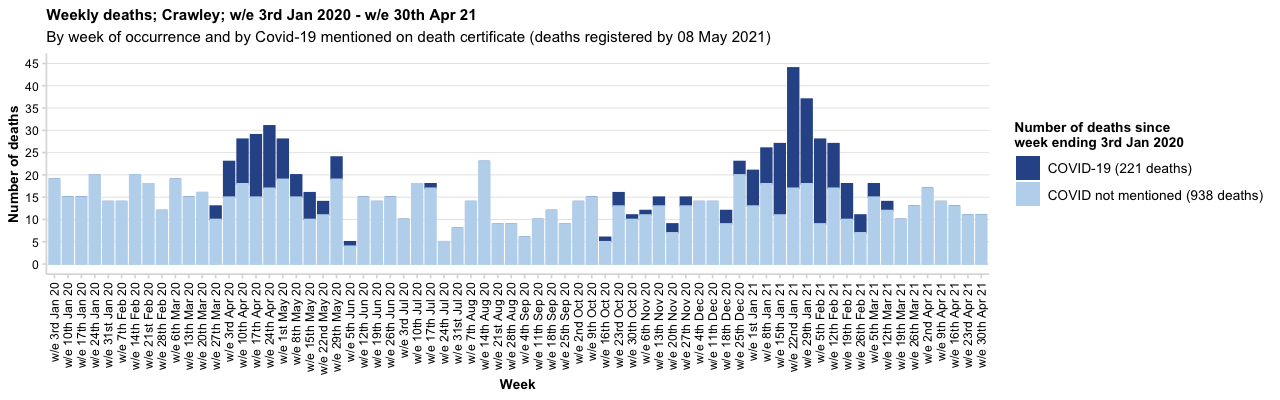 Weekly deaths; Crawley; w/e 3rd Jan 2020 - w/e 30th Apr 21
By week of occurrence and by Covid-19 mentioned on death certificate (deaths registered by 08 May 2021)
Number of deaths
45
40
35
30
25
20
15
10
5
0
w/e 3rd Jan 20
w/e 10th Jan 20
w/e 17th Jan 20
w/e 24th Jan 20
w/e 31st Jan 20
w/e 7th Feb 20
w/e 14th Feb 20
w/e 21st Feb 20
w/e 28th Feb 20
w/e 6th Mar 20
w/e 13th Mar 20
w/e 20th Mar 20
w/e 27th Mar 20
w/e 3rd Apr 20
w/e 10th Apr 20
w/e 17th Apr 20
w/e 24th Apr 20
w/e 1st May 20
w/e 8th May 20
w/e 15th May 20
w/e 22nd May 20
w/e 29th May 20
w/e 5th Jun 20
w/e 12th Jun 20
w/e 19th Jun 20
w/e 26th Jun 20
w/e 3rd Jul 20
w/e 10th Jul 20
w/e 17th Jul 20
w/e 24th Jul 20
w/e 31st Jul 20
w/e 7th Aug 20
w/e 14th Aug 20
w/e 21st Aug 20
w/e 28th Aug 20
w/e 4th Sep 20
w/e 11th Sep 20
w/e 18th Sep 20
w/e 25th Sep 20
w/e 2nd Oct 20
w/e 9th Oct 20
w/e 16th Oct 20
w/e 23rd Oct 20
w/e 30th Oct 20
w/e 6th Nov 20
w/e 13th Nov 20
w/e 20th Nov 20
w/e 27th Nov 20
w/e 4th Dec 20
w/e 11th Dec 20
w/e 18th Dec 20
w/e 25th Dec 20
w/e 1st Jan 21
w/e 8th Jan 21
w/e 15th Jan 21
w/e 22nd Jan 21
w/e 29th Jan 21
w/e 5th Feb 21
w/e 12th Feb 21
w/e 19th Feb 21
w/e 26th Feb 21
w/e 5th Mar 21
w/e 12th Mar 21
w/e 19th Mar 21
w/e 26th Mar 21
w/e 2nd Apr 21
w/e 9th Apr 21
w/e 16th Apr 21
w/e 23rd Apr 21
w/e 30th Apr 21
Week
Number of deaths since
week ending 3rd Jan 2020
COVID-19 (221 deaths)
COVID not mentioned (938 deaths)